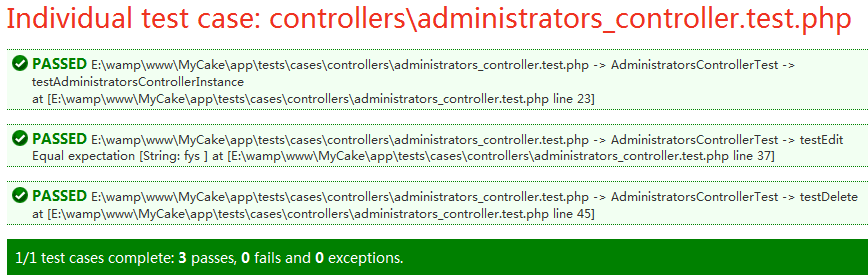 Individual test case: controllers\administrators_controller.test.php
PASSED E:\wamp\www\MyCake\app\tests\cases\controllers\administrators_controller.test.php -> AdministratorsControllerTest ->
testAdministratorsControllerInstance
at [E:\wamp\www\MyCake\app\tests\cases\controllers\administrators_controller.test.php line 23]
PASSED E:\wamp\www\MyCake\app\tests\cases\controllers\administrators_controller.test.php -> AdministratorsControllerTest -> testEdit
Equal expectation [String: fys ] at [E:\wamp\www\MyCake\app\tests\cases\controllers\administrators_controller.test.php line 37]
PASSED E:\wamp\www\MyCake\app\tests\cases\controllers\administrators_controller.test.php -> AdministratorsControllerTest -> testDelete
at [E:\wamp\www\MyCake\app\tests\cases\controllers\administrators_controller.test.php line 45]
1/1 test cases complete: 3 passes, 0 fails and 0 exceptions.